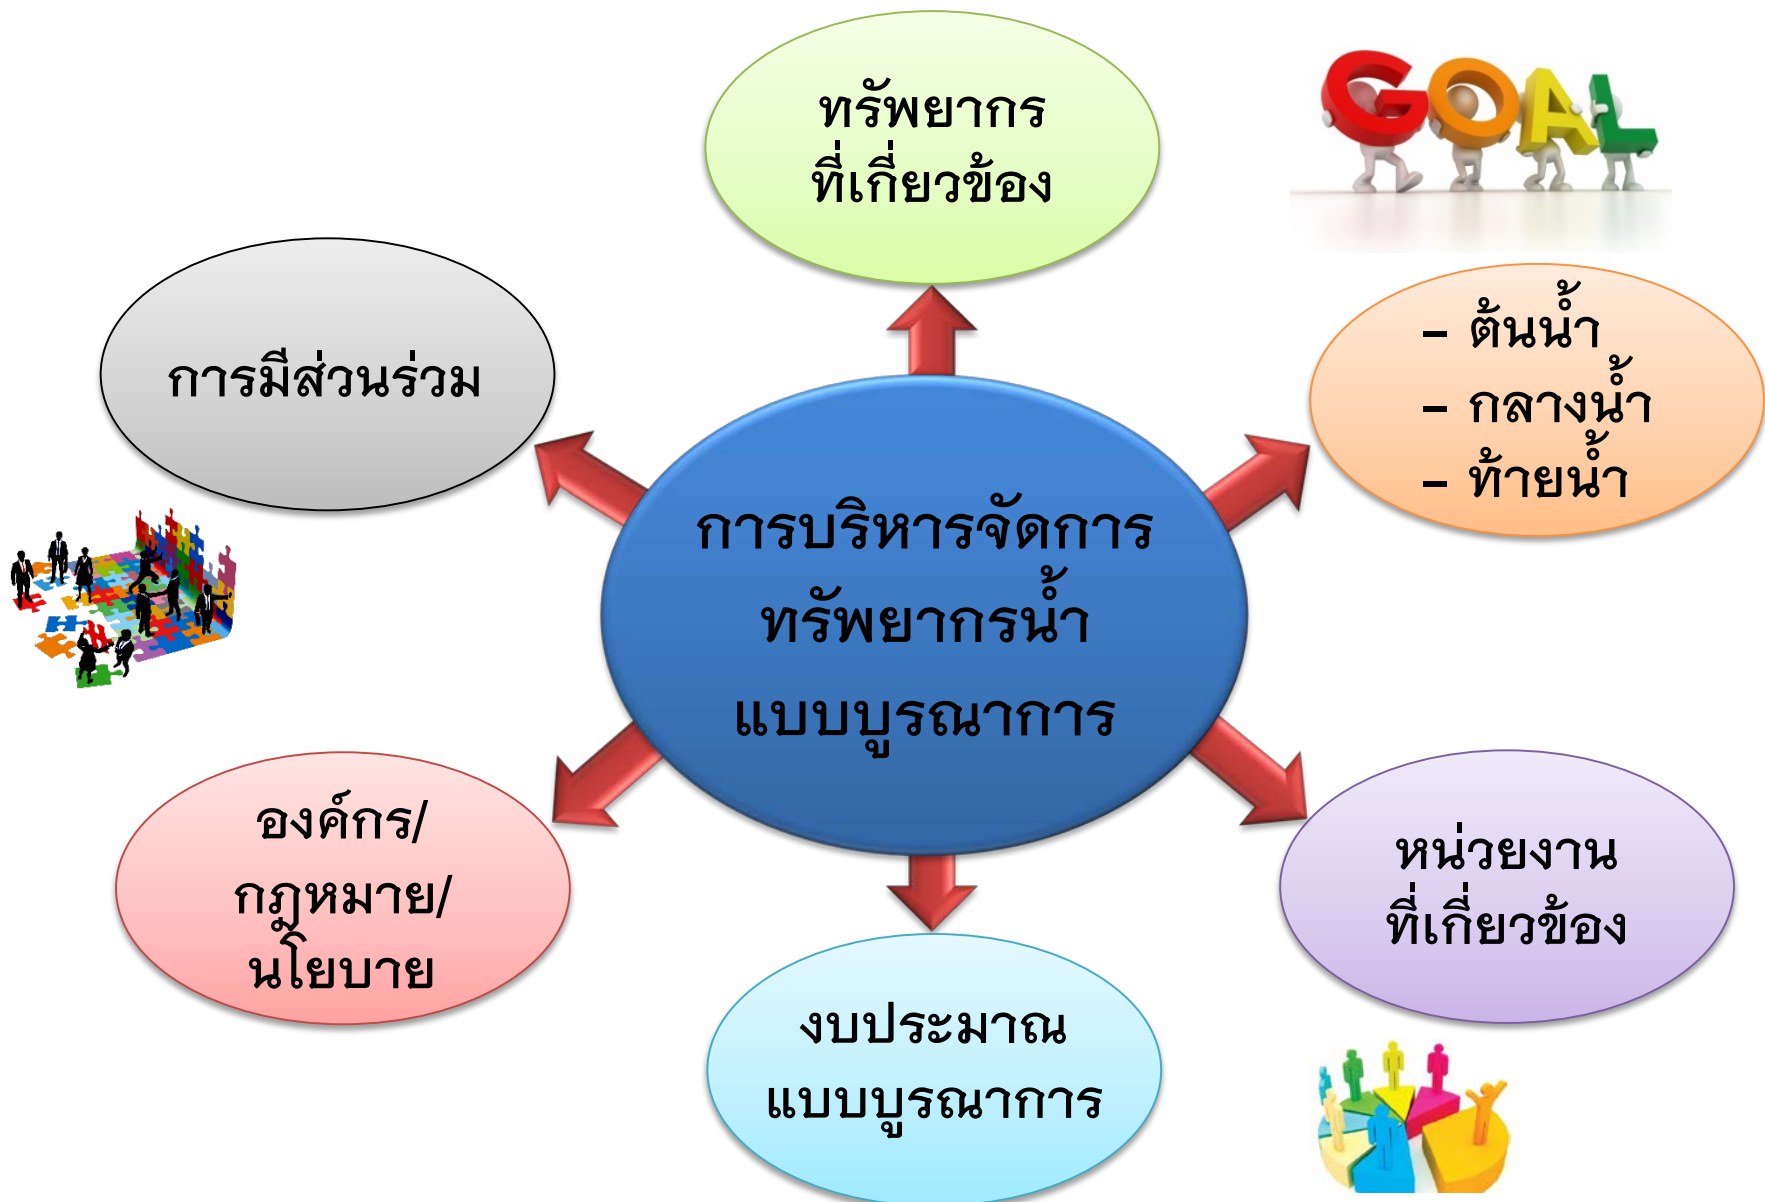 ทรัพยากร
ที่เกี่ยวข้อง
GOAL
- ต้นน้ำ
- กลางน้ำ
- ท้ายน้ำ
การมีส่วนร่วม
การบริหารจัดการ
ทรัพยากรน้ำ
แบบบูรณาการ
องค์กร/
กฎหมาย/
นโยบาย
หน่วยงาน
ที่เกี่ยวข้อง
งบประมาณ
แบบบูรณาการ